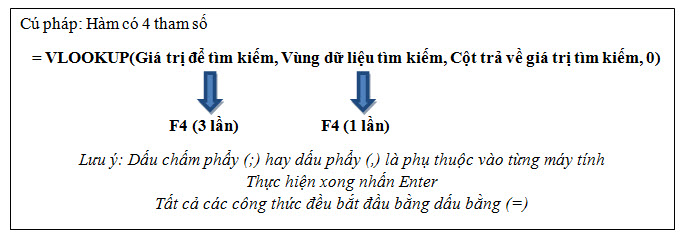 Cú pháp: Hàm có 4 tham số
= VLOOKUP(Giá trị để tìm kiếm, Vùng dữ liệu tìm kiếm, Cột trả về giá trị tìm kiếm, 0)
F4 (3 lần) F4 (1 lần)
Lưu ý: Dấu chấm phẩy (;) hay dấu phẩy (,) là phụ thuộc vào từng máy tính
Thực hiện xong nhấn Enter
Tất cả các công thức đều bắt đầu bằng dấu bằng (=)